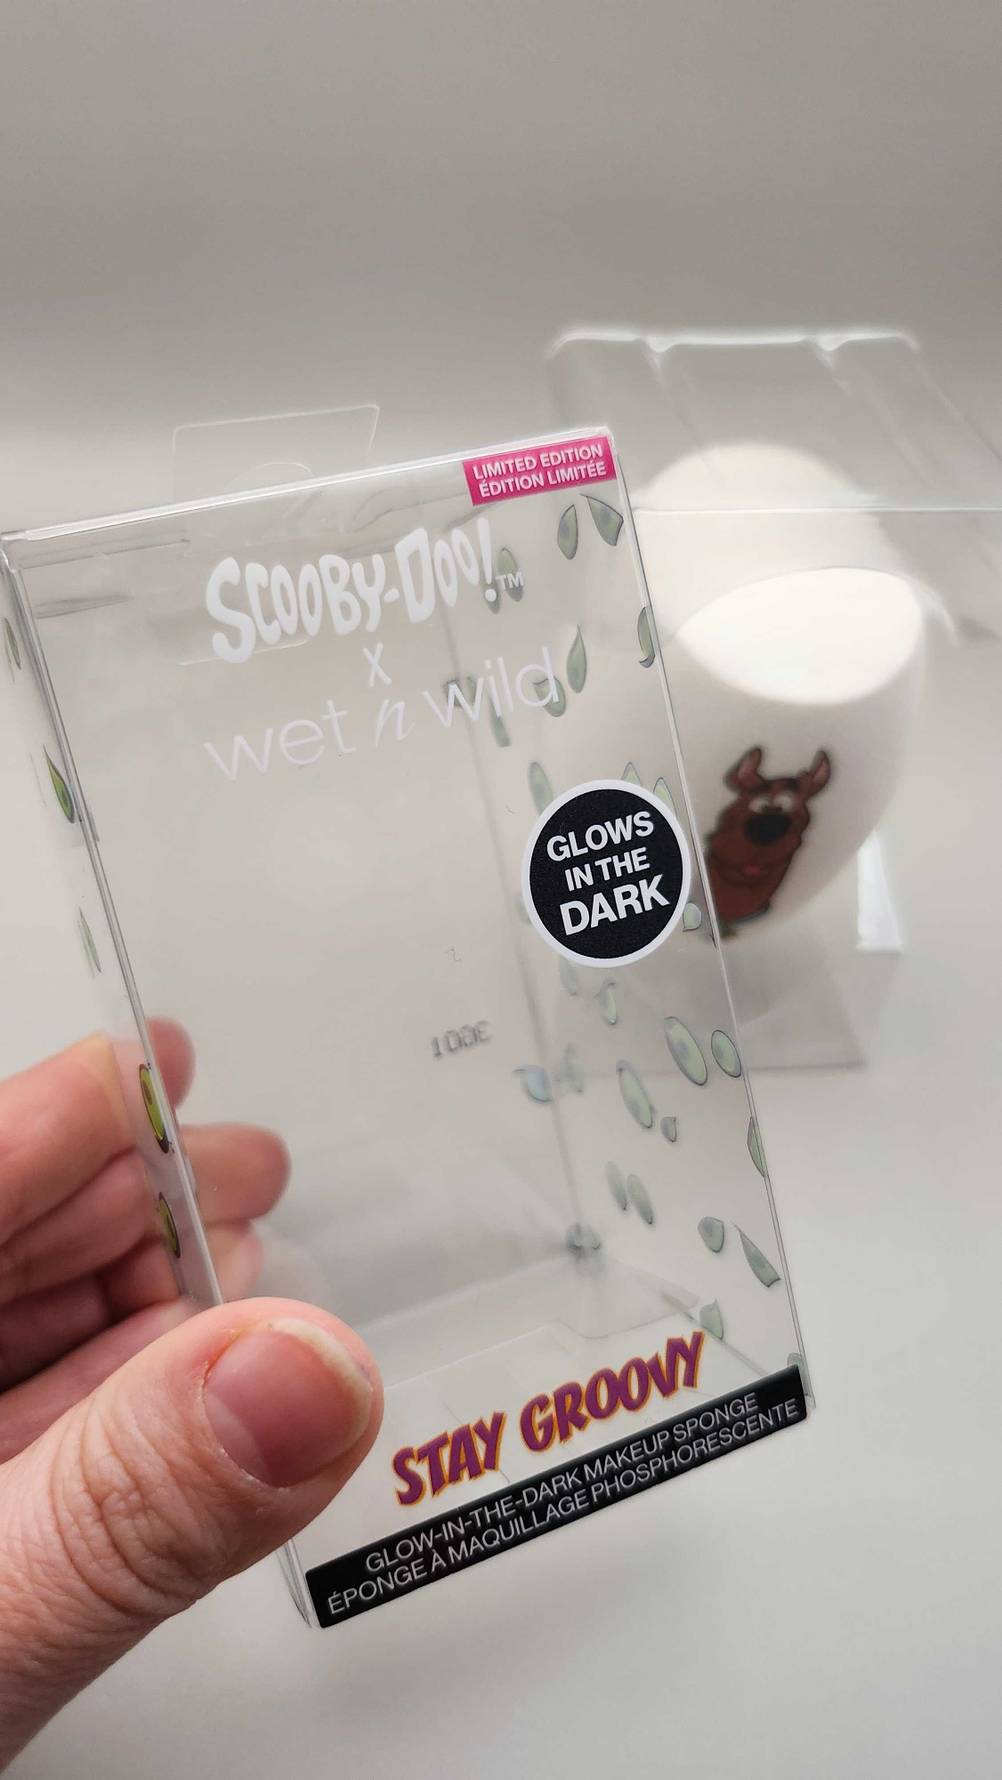 LIMITED EDITION
ÉDITION LIMITÉE
SCOOBY-DOO!™
X
wet n wild
GLOWS
IN THE
DARK
STAY GROOVY
GLOW-IN-THE-DARK MAKEUP SPONGE
ÉPONGE À MAQUILLAGE PHOSPHORESCENTE